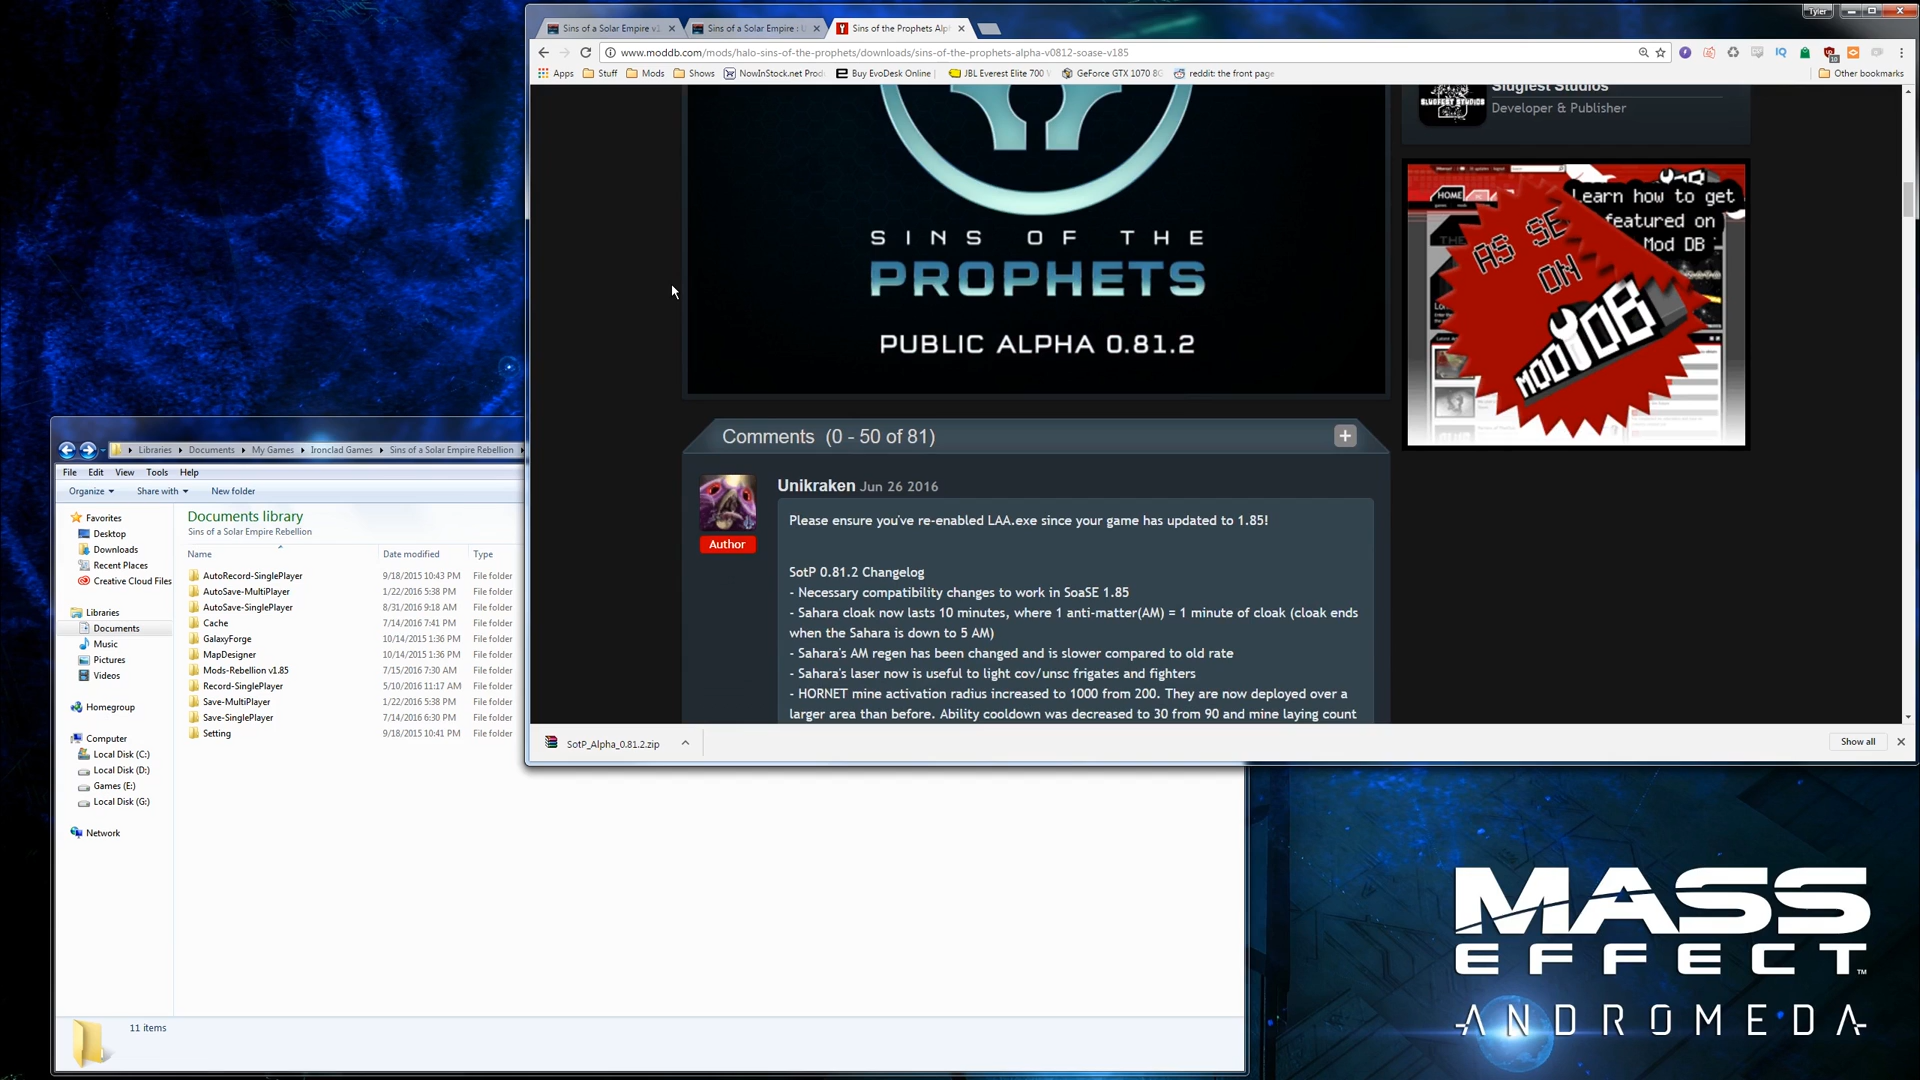 Tyler
Sins of a Solar Empire v1
Sins of a Solar Empire : U
Sins of the Prophets Alp
www.moddb.com/mods/halo-sins-of-the-prophets/downloads/sins-of-the-prophets-alpha-v0812-soase-v185
Apps Stuff Mods Shows NowInStock.net Prod Buy EvoDesk Online | JBL Everest Elite 700 GeForce GTX 1070 8G reddit: the front page Other bookmarks
Slugfest Studios
Developer & Publisher
SINS OF THE
PROPHETS
PUBLIC ALPHA 0.81.2
HOME
Learn how to get
featured on
Mod DB
AS SE
ON
MOD DB
Comments (0 - 50 of 81)
Unikraken Jun 26 2016
Author
Please ensure you've re-enabled LAA.exe since your game has updated to 1.85!
SotP 0.81.2 Changelog
- Necessary compatibility changes to work in SoaSE 1.85
- Sahara cloak now lasts 10 minutes, where 1 anti-matter(AM) = 1 minute of cloak (cloak ends
when the Sahara is down to 5 AM)
- Sahara's AM regen has been changed and is slower compared to old rate
- Sahara's laser now is useful to light cov/unsc frigates and fighters
- HORNET mine activation radius increased to 1000 from 200. They are now deployed over a
larger area than before. Ability cooldown was decreased to 30 from 90 and mine laying count
SotP_Alpha_0.81.2.zip
Show all
Libraries Documents My Games Ironclad Games Sins of a Solar Empire Rebellion
File Edit View Tools Help
Organize Share with New folder
Favorites
Desktop
Downloads
Recent Places
Creative Cloud Files
Libraries
Documents
Music
Pictures
Videos
Homegroup
Computer
Local Disk (C:)
Local Disk (D:)
Games (E:)
Local Disk (G:)
Network
Documents library
Sins of a Solar Empire Rebellion
Name Date modified Type
AutoRecord-SinglePlayer 9/18/2015 10:43 PM File folder
AutoSave-MultiPlayer 1/22/2016 5:38 PM File folder
AutoSave-SinglePlayer 8/31/2016 9:18 AM File folder
Cache 7/14/2016 7:41 PM File folder
GalaxyForge 10/14/2015 1:36 PM File folder
MapDesigner 10/14/2015 1:36 PM File folder
Mods-Rebellion v1.85 7/15/2016 7:30 AM File folder
Record-SinglePlayer 5/10/2016 11:17 AM File folder
Save-MultiPlayer 1/22/2016 5:38 PM File folder
Save-SinglePlayer 7/14/2016 6:30 PM File folder
Setting 9/18/2015 10:41 PM File folder
11 items
MASS
EFFECT™
ANDROMEDA